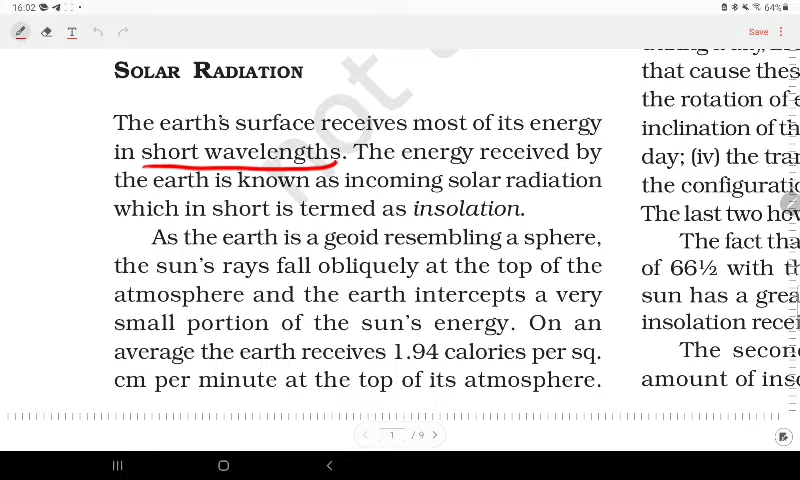 16:02
64%
T
Save
SOLAR RADIATION
The earth's surface receives most of its energy
in short wavelengths. The energy received by
the earth is known as incoming solar radiation
which in short is termed as insolation.
As the earth is a geoid resembling a sphere,
the sun's rays fall obliquely at the top of the
atmosphere and the earth intercepts a very
small portion of the sun's energy. On an
average the earth receives 1.94 calories per sq.
cm per minute at the top of its atmosphere.
that cause thes
the rotation of e
inclination of th
day; (iv) the tran
the configuratio
The last two how
The fact tha
of 66½ with th
sun has a grea
insolation recei
The second
amount of inso
not
1 / 9